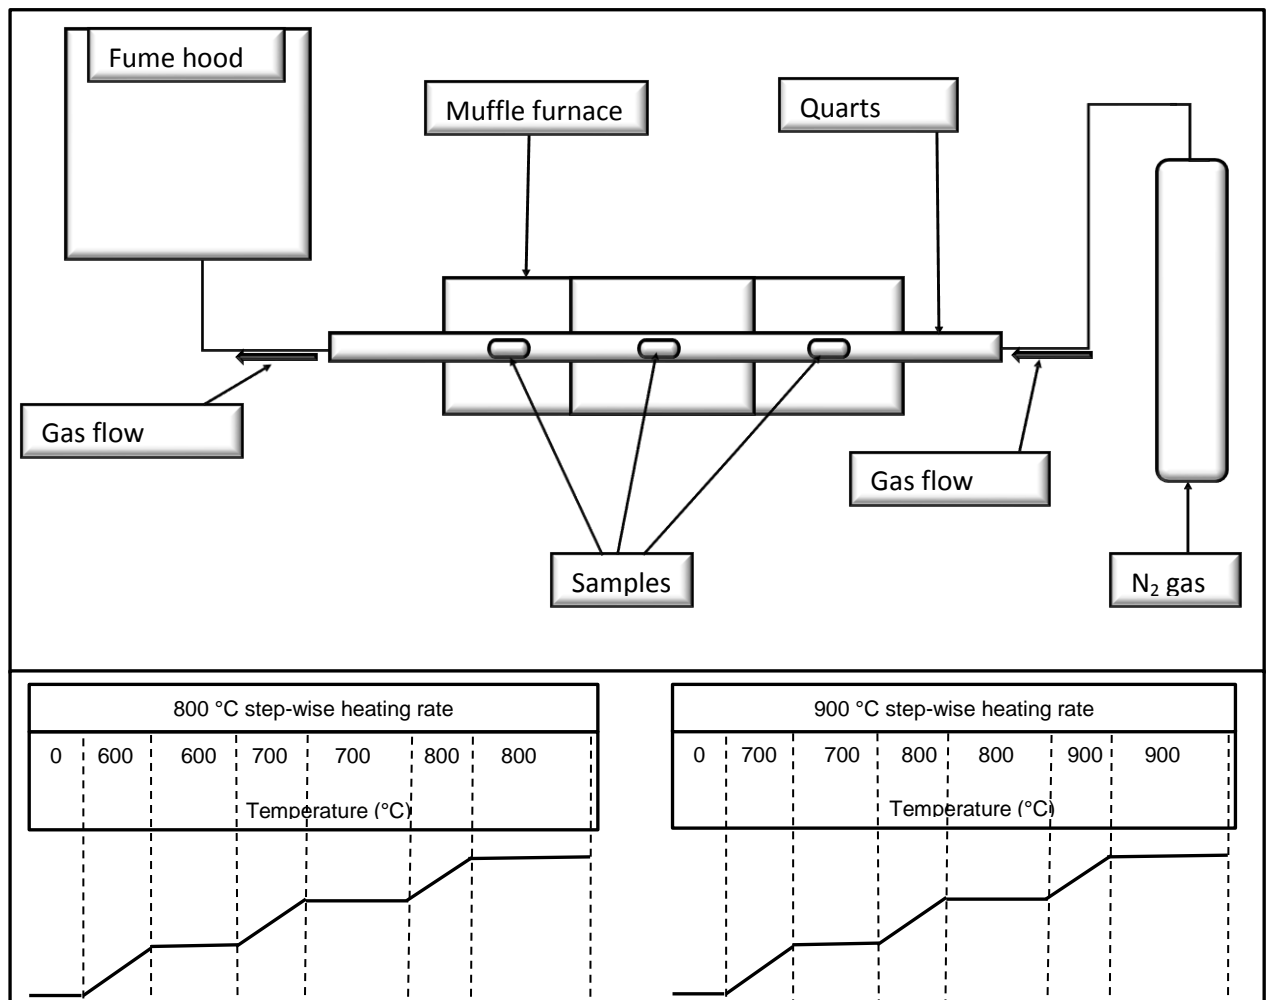 Fume hood
Muffle furnace
Quarts
Gas flow
Gas flow
Samples
N₂ gas
800 °C step-wise heating rate
0 600 600 700 700 800 800
Temperature (°C)
900 °C step-wise heating rate
0 700 700 800 800 900 900
Temperature (°C)